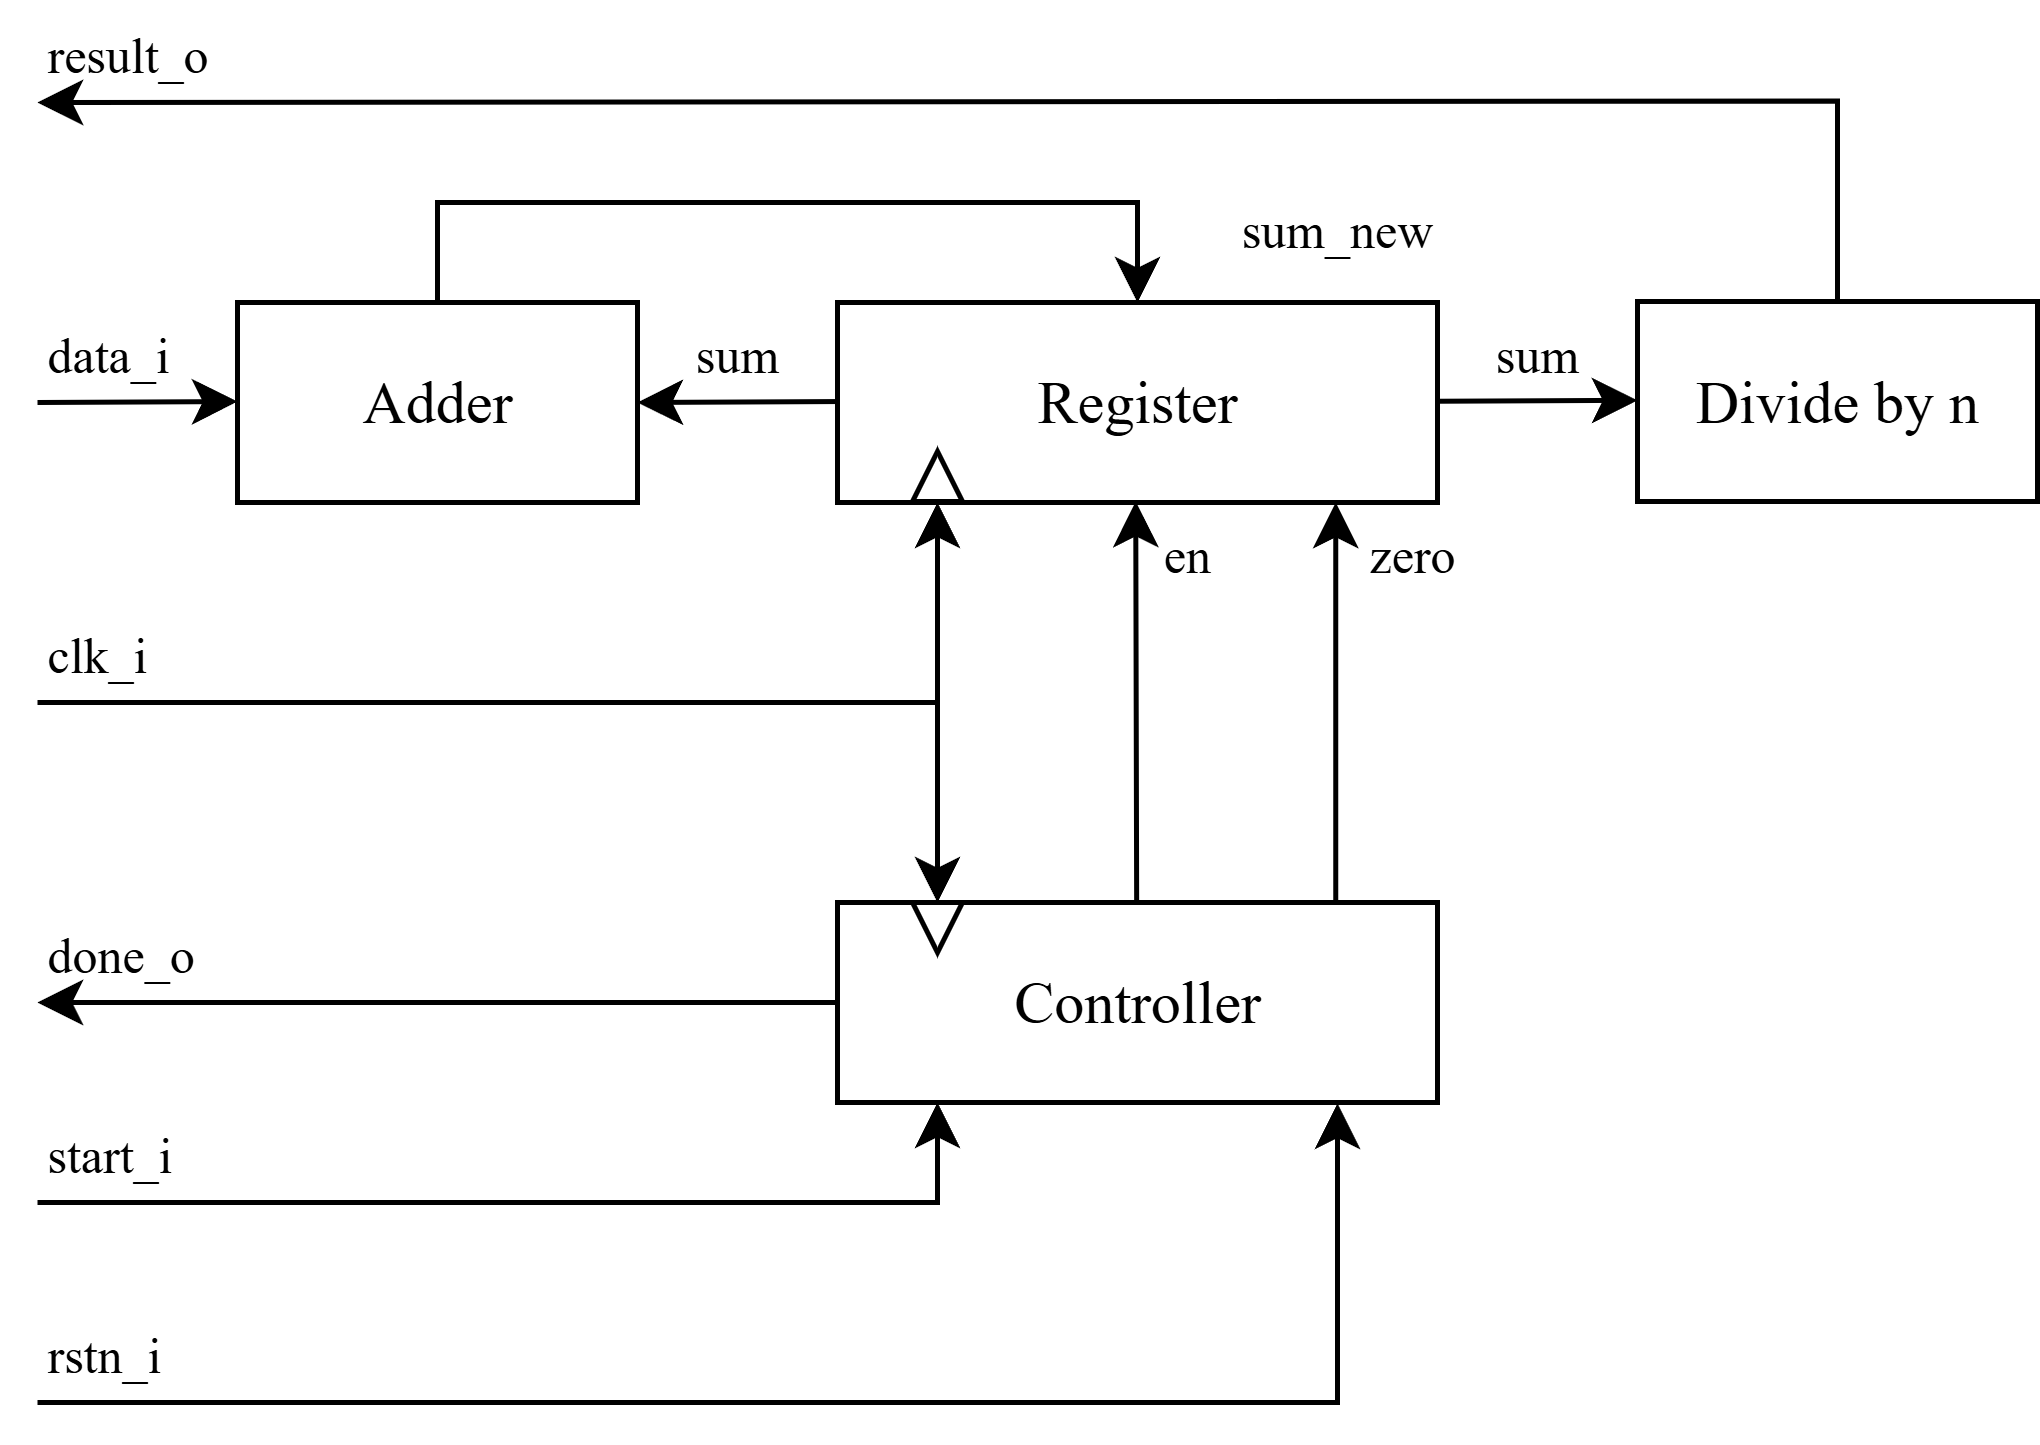 result_o
sum_new
data_i
sum
sum
Adder
Register
Divide by n
en
zero
clk_i
done_o
Controller
start_i
rstn_i